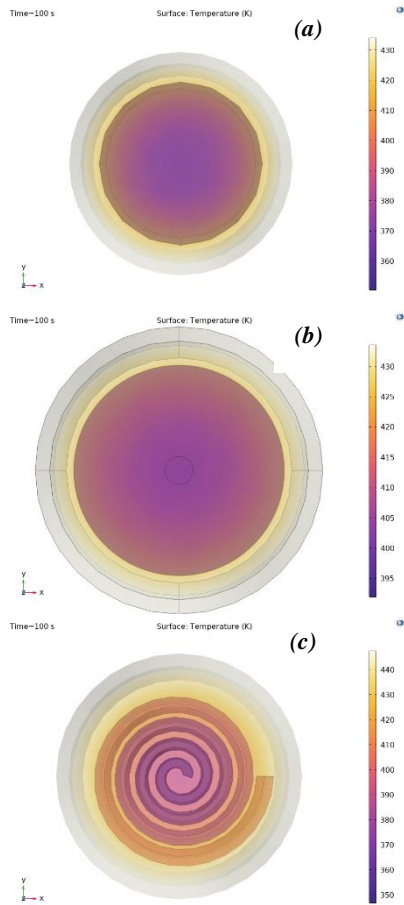 Time=100 s Surface: Temperature (K) (a)
430
420
410
400
390
380
370
360
y
z x
Time=100 s Surface: Temperature (K) (b)
430
425
420
415
410
405
400
395
y
z x
Time=100 s Surface: Temperature (K) (c)
440
430
420
410
400
390
380
370
360
350
y
z x